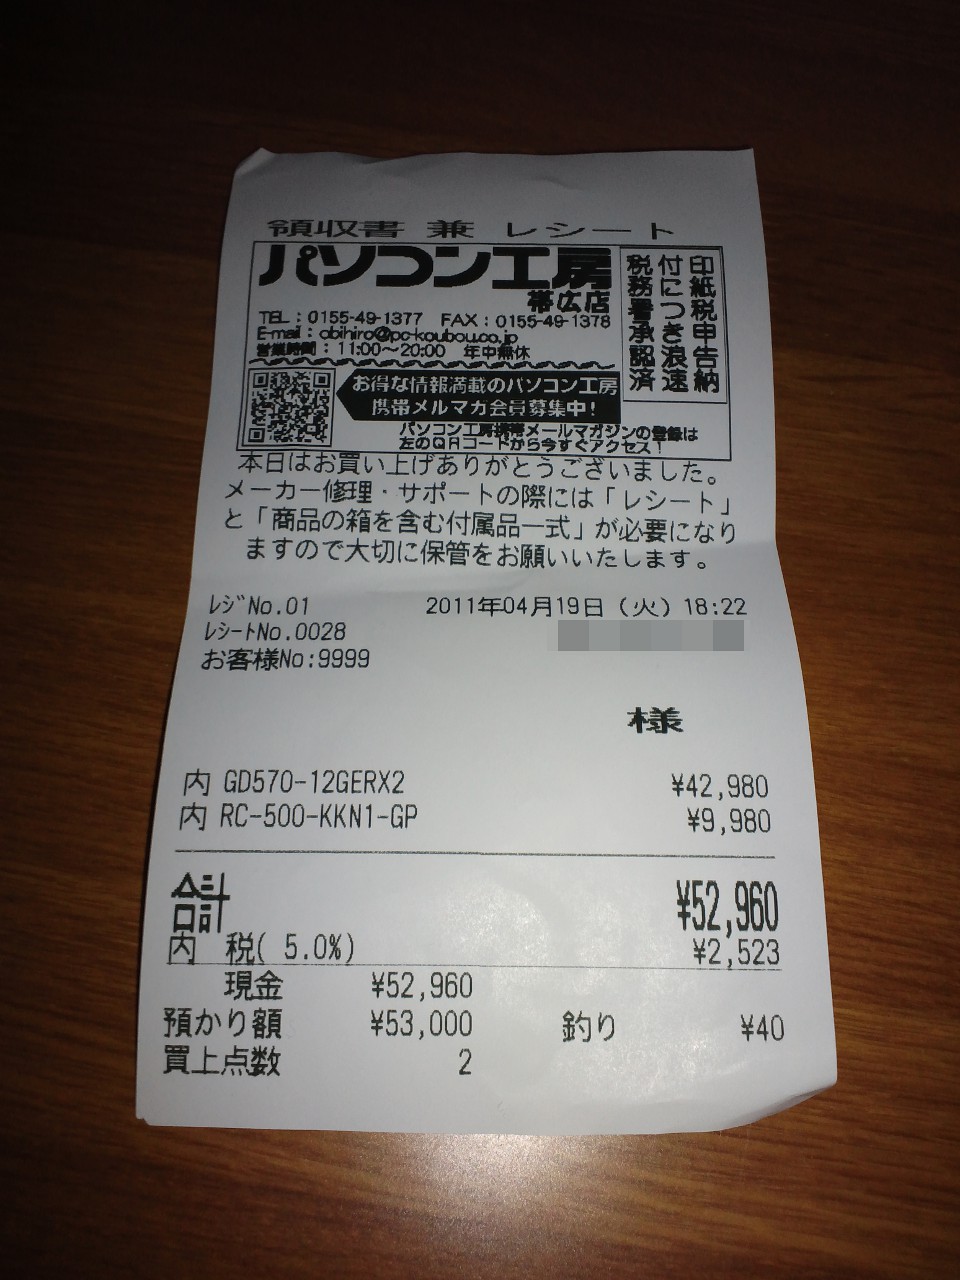 領収書 兼 レシート
パソコン工房
帯広店
TEL：0155-49-1377 FAX：0155-49-1378
E-mail：obihiro@pc-koubou.co.jp
営業時間：11:00～20:00 年中無休
印紙税申告納
付につき浪速
税務署承認済
お得な情報満載のパソコン工房
携帯メルマガ会員募集中！
パソコン工房携帯メールマガジンの登録は
左のQRコードから今すぐアクセス！
本日はお買い上げありがとうございました。
メーカー修理・サポートの際には「レシート」
と「商品の箱を含む付属品一式」が必要になり
ますので大切に保管をお願いいたします。
ﾚｼﾞNo.01 2011年04月19日（火）18:22
ﾚｼｰﾄNo.0028
お客様No:9999
様
内 GD570-12GERX2 ¥42,980
内 RC-500-KKN1-GP ¥9,980
合計 ¥52,960
内 税( 5.0%) ¥2,523
現金 ¥52,960
預かり額 ¥53,000 釣り ¥40
買上点数 2